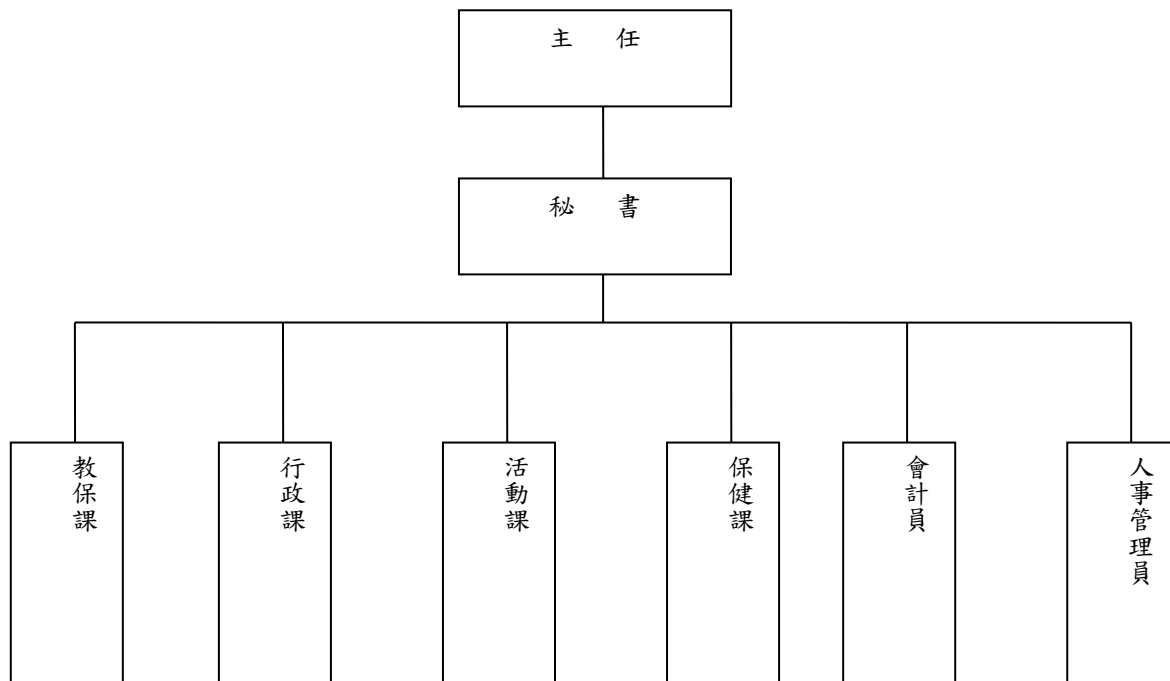 主 任
秘 書
教保課
行政課
活動課
保健課
會計員
人事管理員